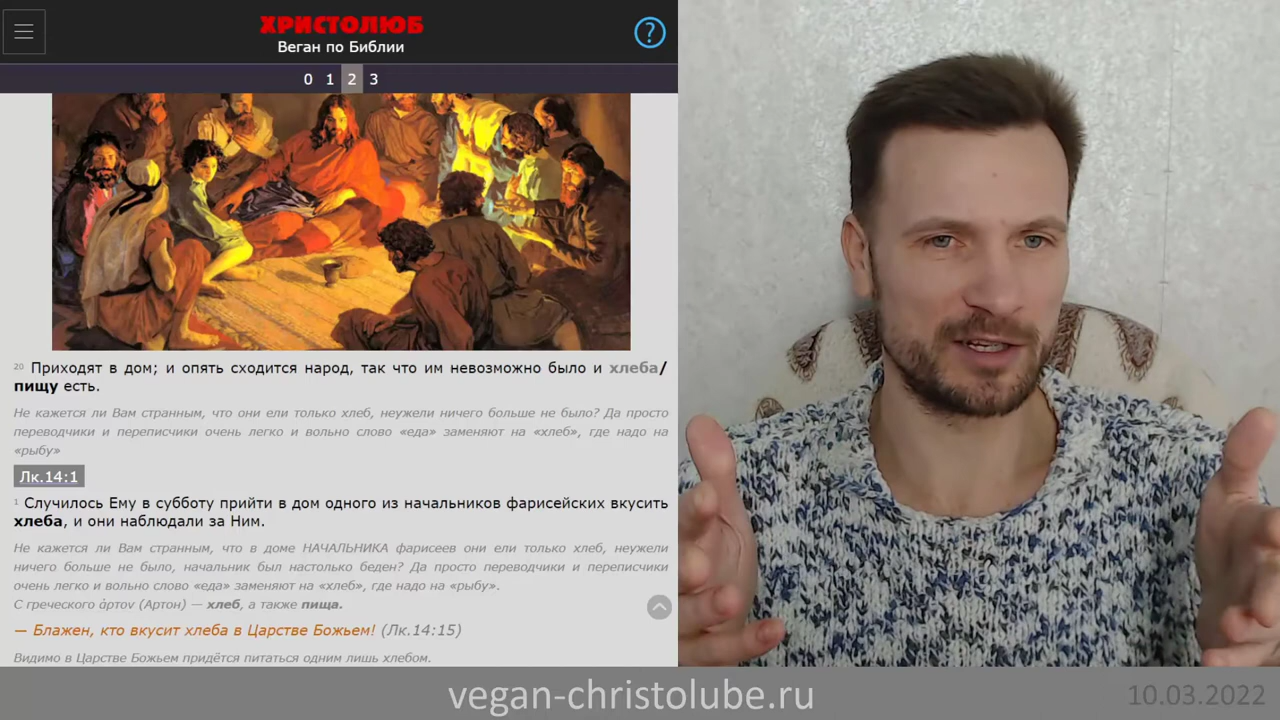 ХРИСТОЛЮБ
Веган по Библии
?
0 1 2 3
20 Приходят в дом; и опять сходится народ, так что им невозможно было и хлеба/
пищу есть.
Не кажется ли Вам странным, что они ели только хлеб, неужели ничего больше не было? Да просто
переводчики и переписчики очень легко и вольно слово «еда» заменяют на «хлеб», где надо на
«рыбу»
Лк.14:1
1 Случилось Ему в субботу прийти в дом одного из начальников фарисейских вкусить
хлеба, и они наблюдали за Ним.
Не кажется ли Вам странным, что в доме НАЧАЛЬНИКА фарисеев они ели только хлеб, неужели
ничего больше не было, начальник был настолько беден? Да просто переводчики и переписчики
очень легко и вольно слово «еда» заменяют на «хлеб», где надо на «рыбу».
С греческого ἄρτον (Артон) — хлеб, а также пища.
— Блажен, кто вкусит хлеба в Царстве Божьем! (Лк.14:15)
Видимо в Царстве Божьем придётся питаться одним лишь хлебом.
vegan-christolube.ru
10.03.2022